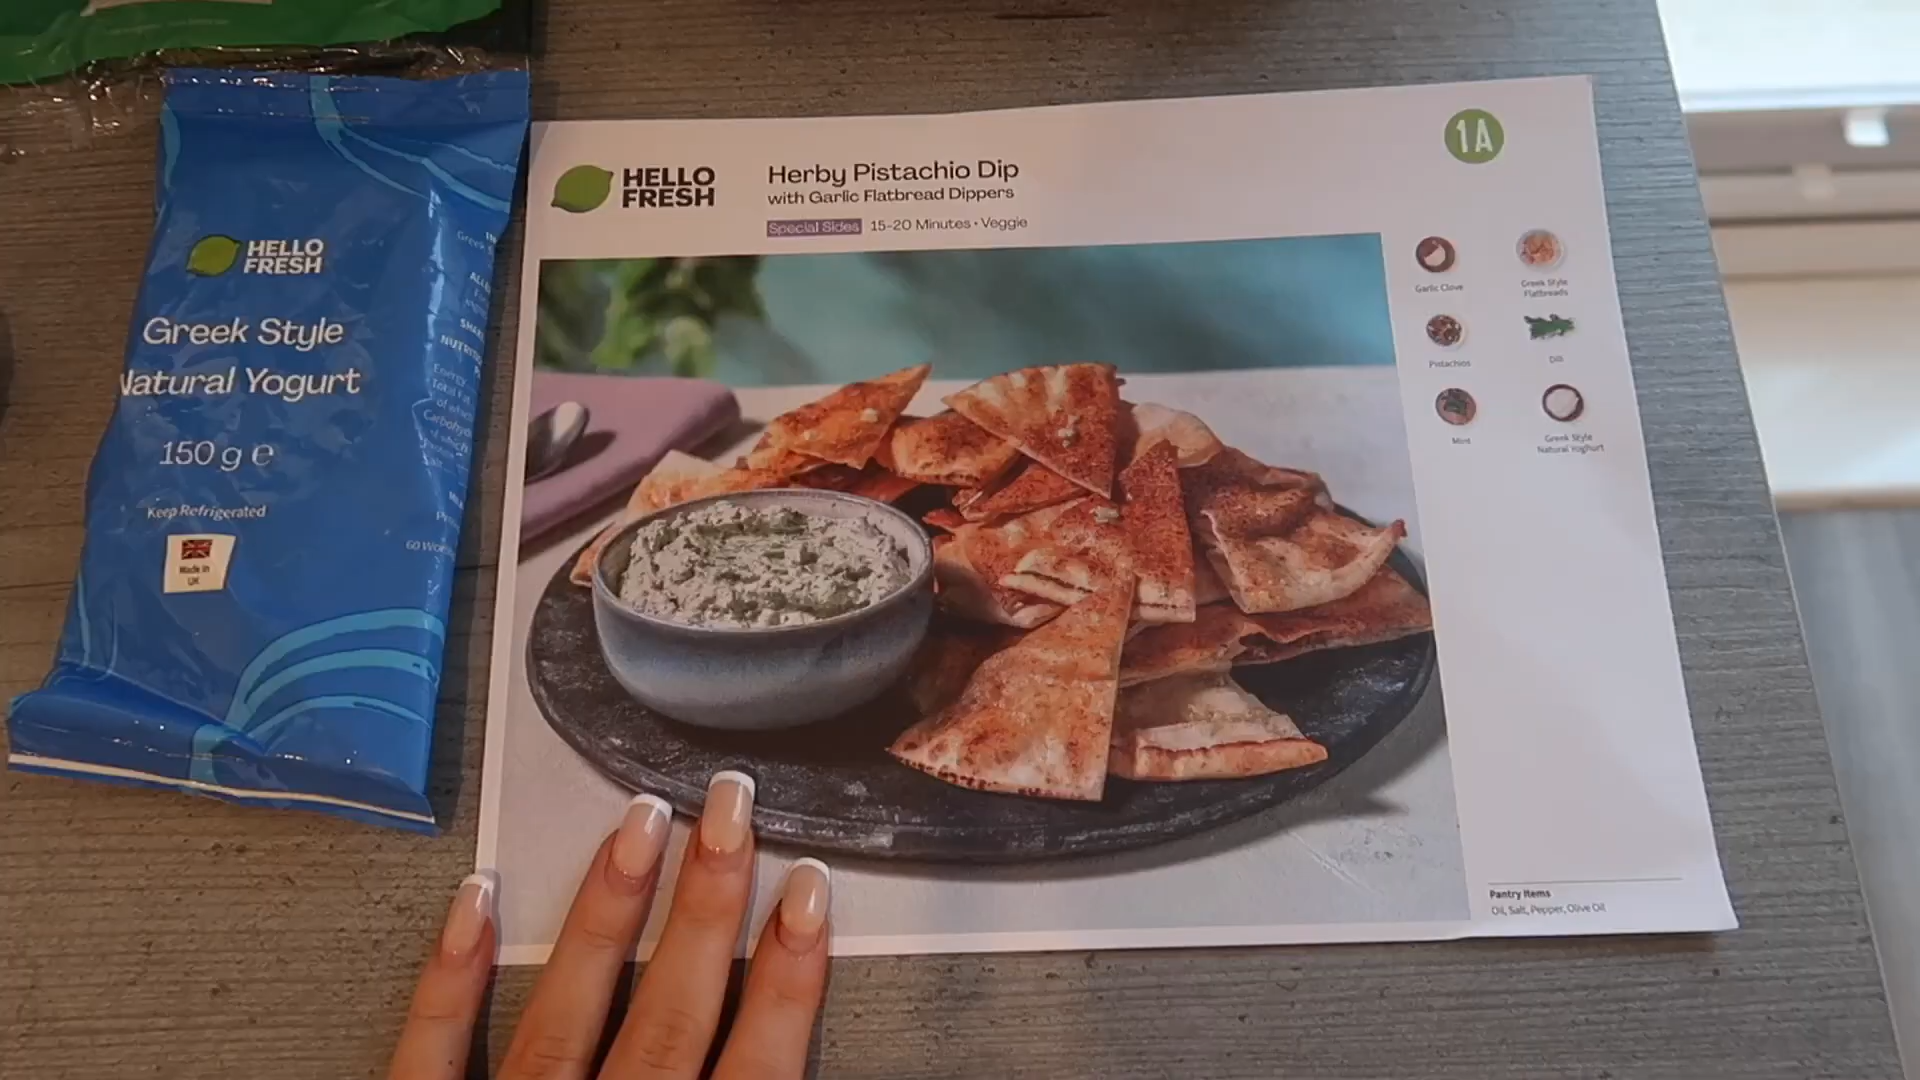 HELLO
FRESH
Greek Style
Natural Yogurt
150 g e
Keep Refrigerated
Made in
UK
HELLO
FRESH
Herby Pistachio Dip
with Garlic Flatbread Dippers
Special Sides 15-20 Minutes • Veggie
1A
Garlic Clove
Greek Style
Flatbreads
Pistachios
Dill
Mint
Greek Style
Natural Yoghurt
Pantry Items
Oil, Salt, Pepper, Olive Oil